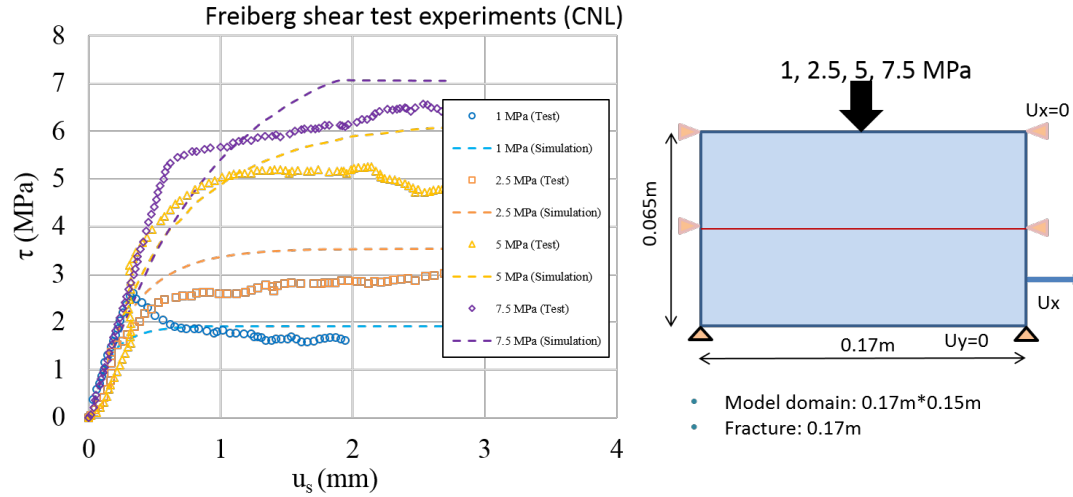 Freiberg shear test experiments (CNL)
τ (MPa)
8
7
6
5
4
3
2
1
0
0
1
2
3
4
u_s (mm)
1 MPa (Test)
1 MPa (Simulation)
2.5 MPa (Test)
2.5 MPa (Simulation)
5 MPa (Test)
5 MPa (Simulation)
7.5 MPa (Test)
7.5 MPa (Simulation)
1, 2.5, 5, 7.5 MPa
Ux=0
0.065m
Ux
Uy=0
0.17m
• Model domain: 0.17m*0.15m
• Fracture: 0.17m